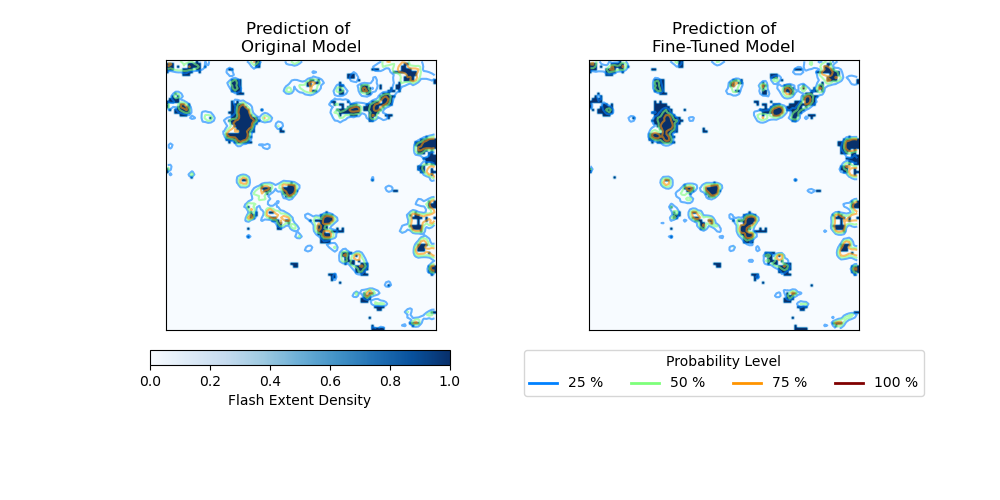 Prediction of
Original Model
Prediction of
Fine-Tuned Model
0.0 0.2 0.4 0.6 0.8 1.0
Flash Extent Density
Probability Level
25 % 50 % 75 % 100 %